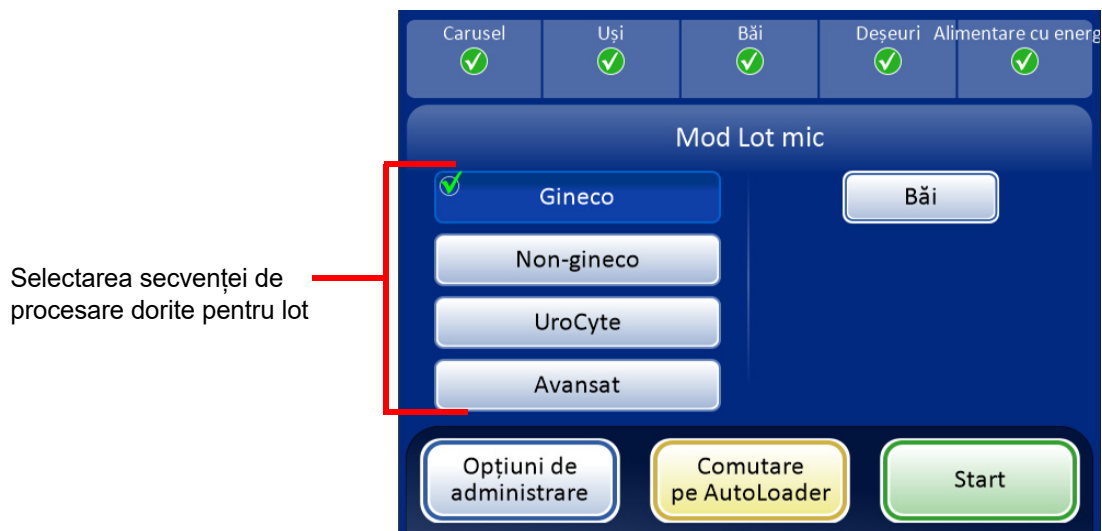 Carusel
Uși
Băi
Deșeuri
Alimentare cu energ
Mod Lot mic
Gineco
Băi
Non-gineco
UroCyte
Avansat
Selectarea secvenței de
procesare dorite pentru lot
Opțiuni de
administrare
Comutare
pe AutoLoader
Start